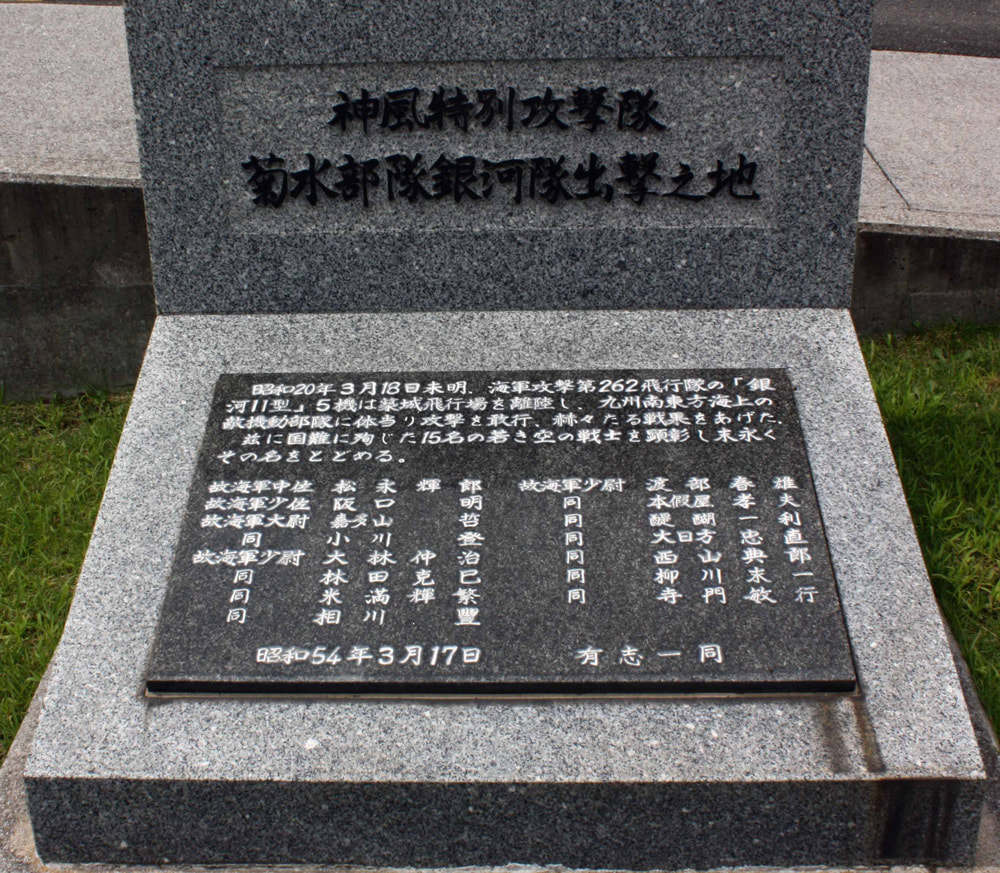 神風特別攻撃隊
菊水部隊銀河隊出撃之地
昭和20年3月18日未明、海軍攻撃第262飛行隊の「銀
河11型」5機は築城飛行場を離陸し、九州南東方海上の
敵機動部隊に体当り攻撃を敢行、赫々たる戦果をあげた。
玆に国難に殉じた15名の若き空の戦士を顕彰し末永く
その名をとどめる。
故海軍中佐 松永輝郎 故海軍少尉 渡部春雄
故海軍少佐 阪口明 同 本假屋孝夫
故海軍大尉 嘉多山哲 同 醍醐一利
同 小川登 同 大日方忠直
故海軍少尉 大林仲治 同 西山典郎
同 林田克巳 同 柳川末一
同 米満輝繁 同 寺門敏行
同 相川豐
昭和54年3月17日 有志一同